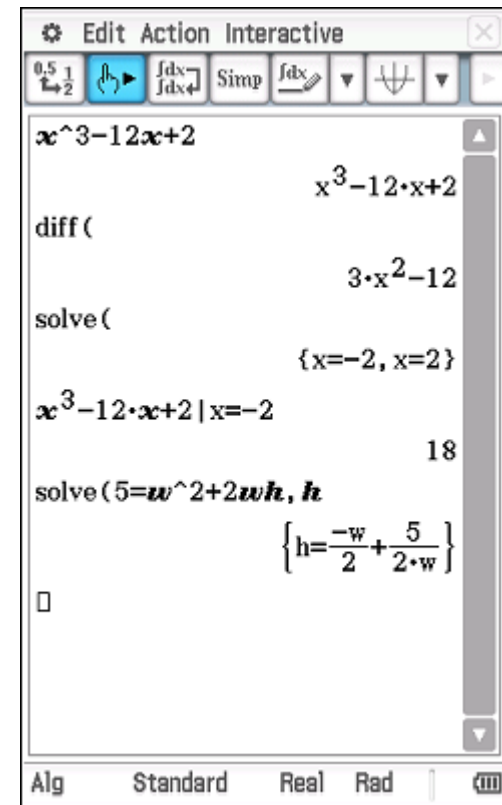 Edit Action Interactive
0.5 1/2 ∫dx ∫dx Simp ∫dx
x^3-12x+2
x³-12·x+2
diff(
3·x²-12
solve(
{x=-2, x=2}
x³-12·x+2|x=-2
18
solve(5=w^2+2wh, h
{h=-w/2+5/2·w}
Alg Standard Real Rad